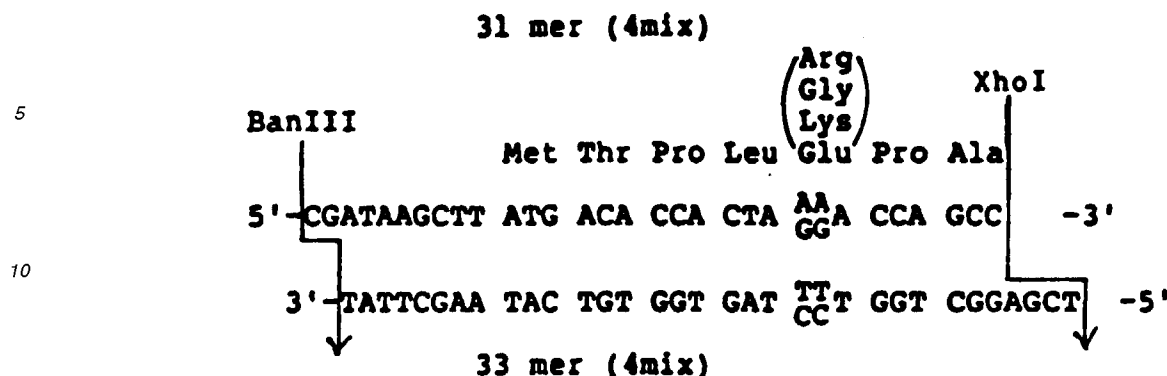 31 mer (4mix)
Arg
5 Gly XhoI
BanIII Lys
Met Thr Pro Leu Glu Pro Ala
AA
5'-CGATAAGCTT ATG ACA CCA CTA GGA CCA GCC -3'
10
3'-TATTCGAA TAC TGT GGT GAT TTT GGT CGGAGCT -5'
CC
33 mer (4mix)